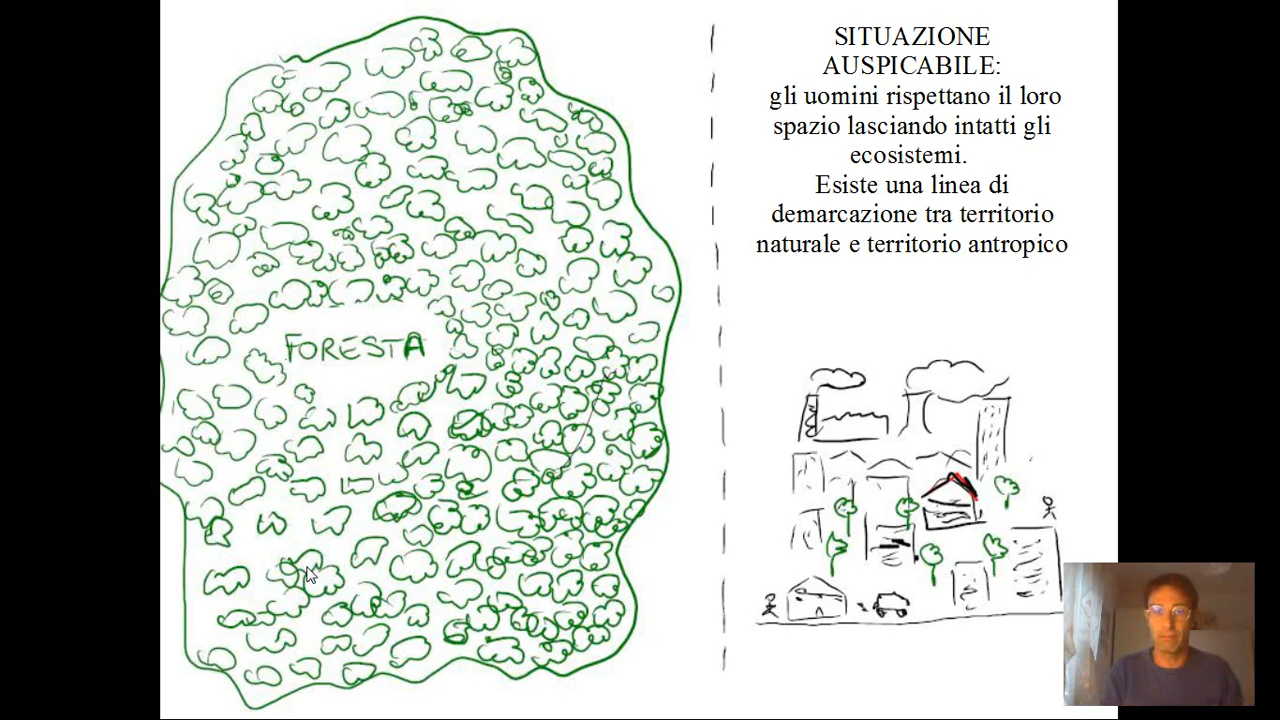 SITUAZIONE
AUSPICABILE:
gli uomini rispettano il loro
spazio lasciando intatti gli
ecosistemi.
Esiste una linea di
demarcazione tra territorio
naturale e territorio antropico
FORESTA